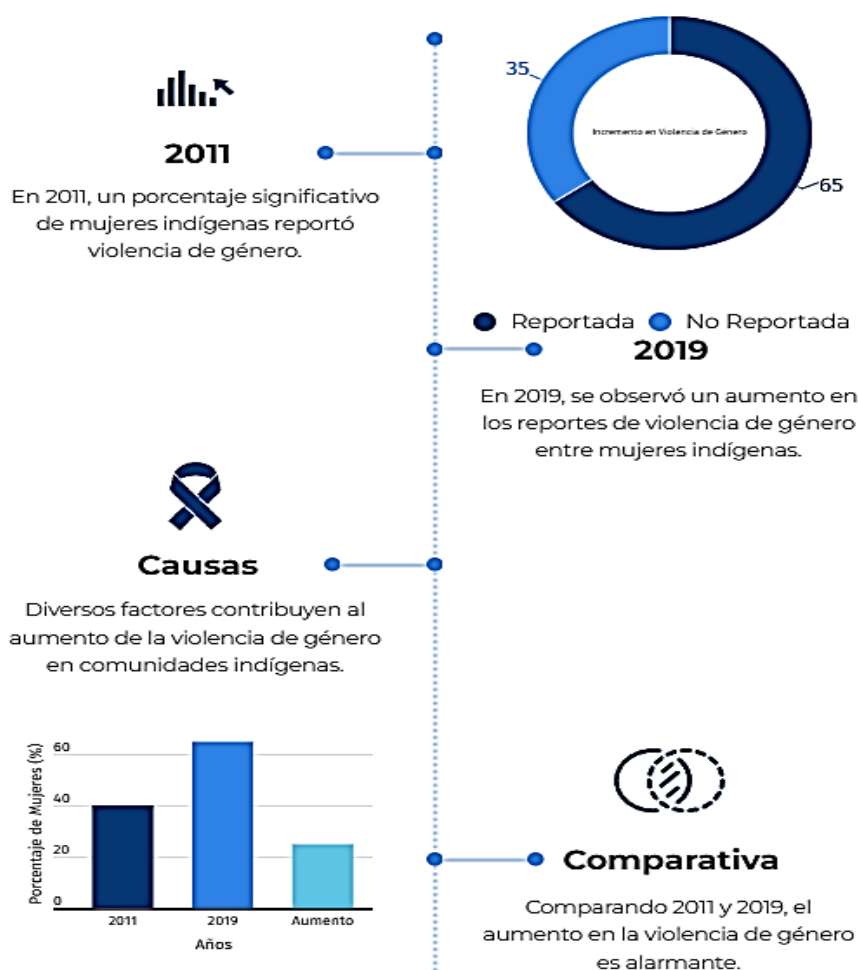 35
Incremento en Violencia de Genero
65
2011
En 2011, un porcentaje significativo
de mujeres indígenas reportó
violencia de género.
Reportada No Reportada
2019
En 2019, se observó un aumento en
los reportes de violencia de género
entre mujeres indígenas.
Causas
Diversos factores contribuyen al
aumento de la violencia de género
en comunidades indígenas.
Porcentaje de Mujeres (%)
60
40
20
0
2011 2019 Aumento
Años
Comparativa
Comparando 2011 y 2019, el
aumento en la violencia de género
es alarmante.